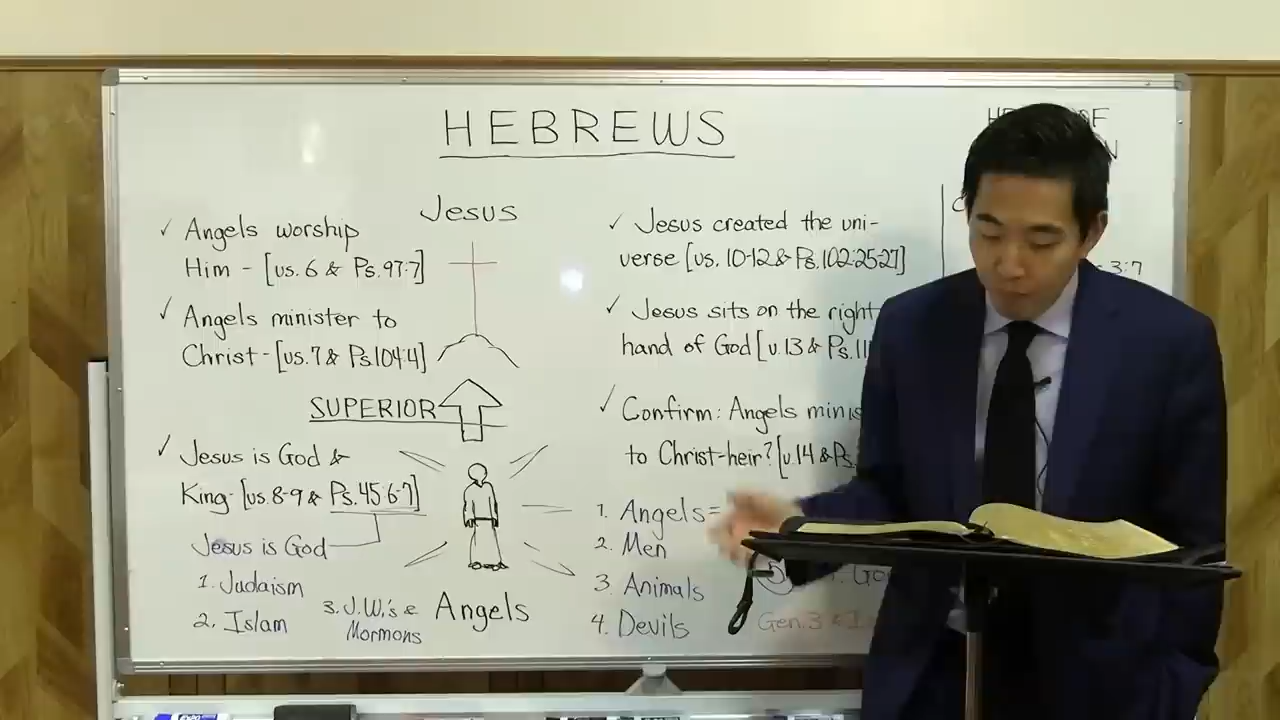 HEBREWS
Jesus
✓ Angels worship
Him - [vs. 6 & Ps. 97:7]
✓ Angels minister to
Christ - [vs. 7 & Ps. 104:4]
SUPERIOR
✓ Jesus is God &
King - [vs. 8-9 & Ps. 45:6-7]
Jesus is God
1. Judaism
2. Islam
3. J.W.'s &
Mormons
Angels
✓ Jesus created the uni-
verse [vs. 10-12 & Ps. 102:25-27]
✓ Jesus sits on the right
hand of God [v. 13 & Ps. 11
✓ Confirm: Angels minis
to Christ-heir? [v. 14 & Ps.
1. Angels =
2. Men
3. Animals
4. Devils
Gen. 3 &
3:7